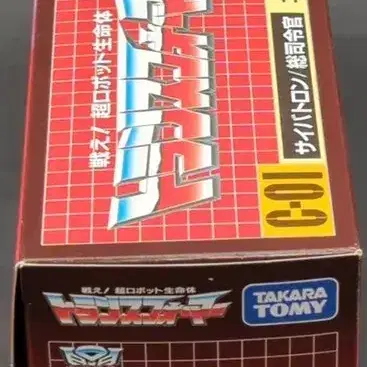 戦え!超ロボット生命体
トランスフォーマー
C-01
サイバトロン/総司令官
戦え!超ロボット生命体
トランスフォーマー
TAKARA
TOMY